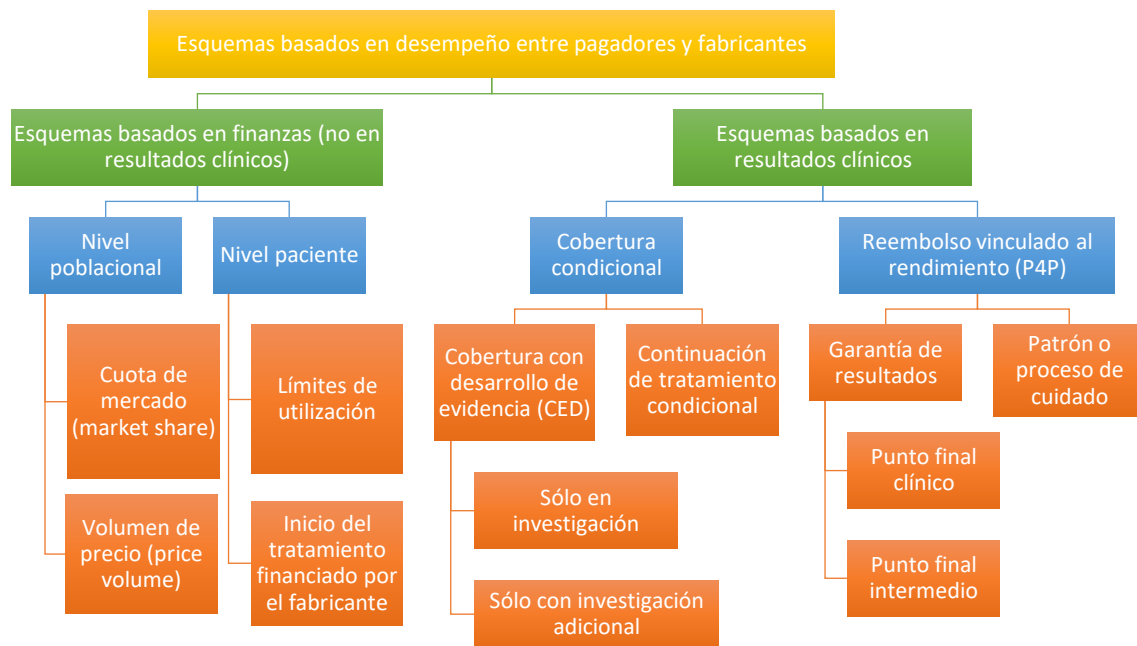 Esquemas basados en desempeño entre pagadores y fabricantes
Esquemas basados en finanzas (no en
resultados clínicos)
Esquemas basados en
resultados clínicos
Nivel
poblacional
Nivel paciente
Cobertura
condicional
Reembolso vinculado al
rendimiento (P4P)
Cuota de
mercado
(market share)
Límites de
utilización
Cobertura con
desarrollo de
evidencia (CED)
Continuación
de tratamiento
condicional
Garantía de
resultados
Patrón o
proceso de
cuidado
Volumen de
precio (price
volume)
Inicio del
tratamiento
financiado por
el fabricante
Sólo en
investigación
Sólo con investigación
adicional
Punto final
clínico
Punto final
intermedio